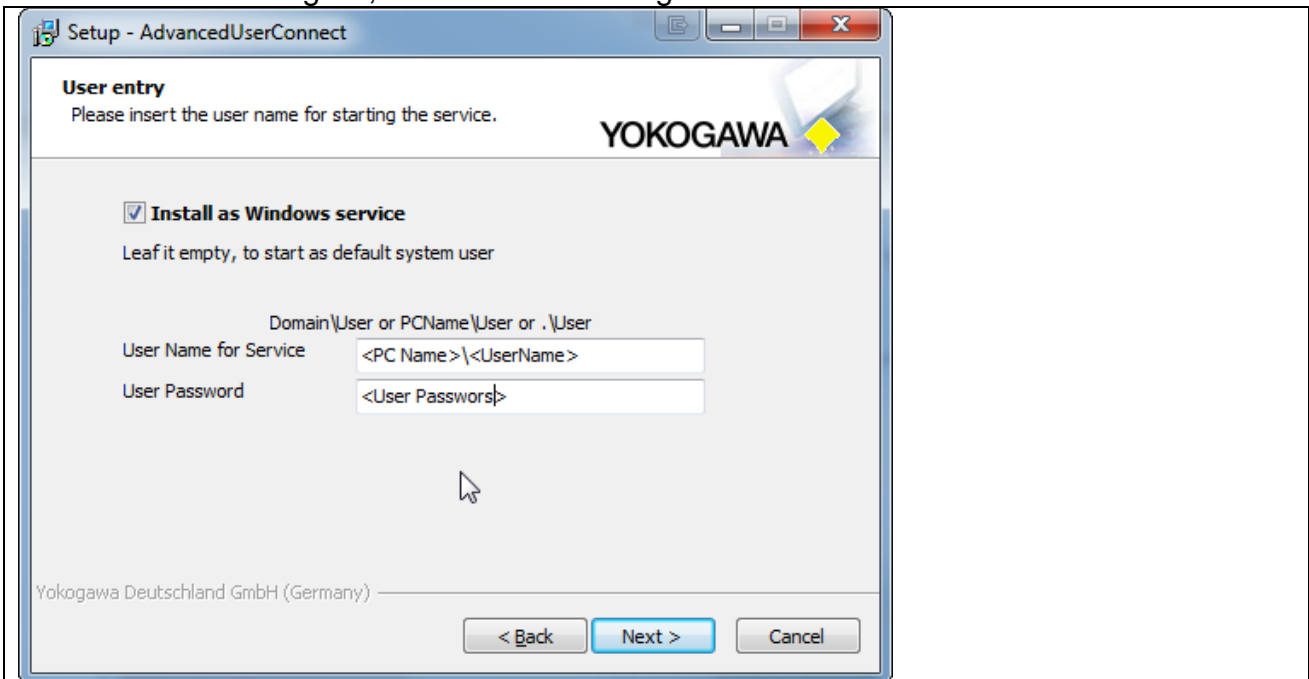 Setup - AdvancedUserConnect
User entry
Please insert the user name for starting the service.
YOKOGAWA
Install as Windows service
Leaf it empty, to start as default system user
Domain\User or PCName\User or .\User
User Name for Service <PC Name>\<UserName>
User Password <User Passwors>
Yokogawa Deutschland GmbH (Germany)
< Back Next > Cancel